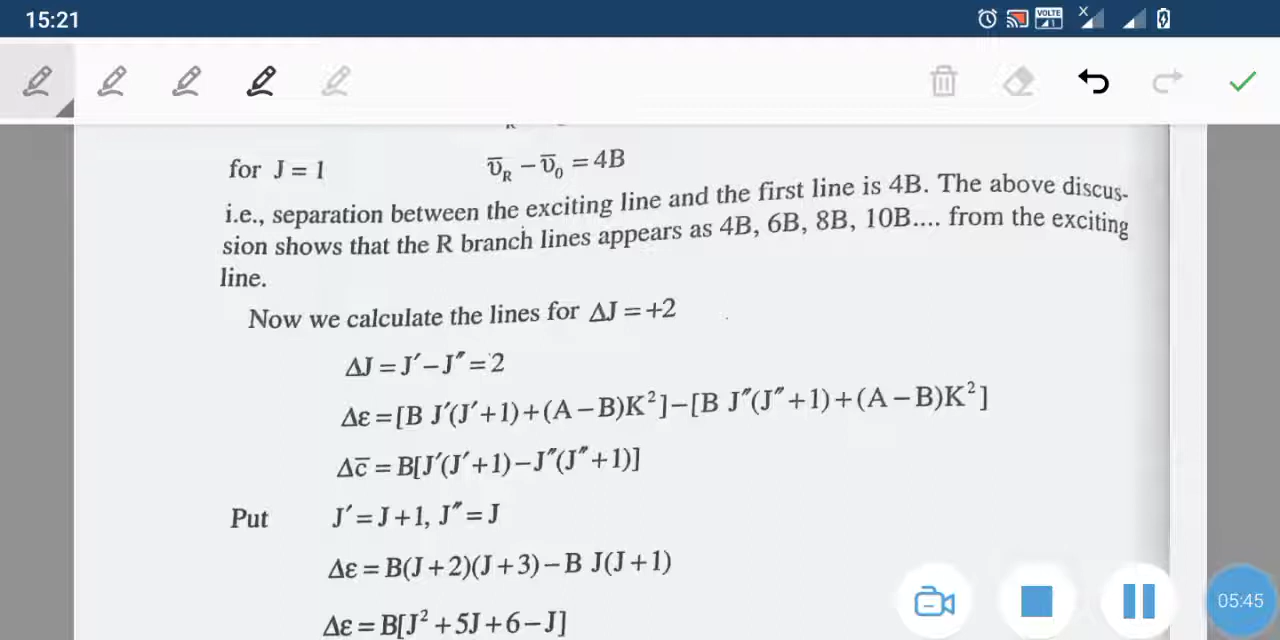 15:21
VOLTE
X
for J = 1 ῡ_R − ῡ_0 = 4B
i.e., separation between the exciting line and the first line is 4B. The above discus-
sion shows that the R branch lines appears as 4B, 6B, 8B, 10B.... from the exciting
line.
Now we calculate the lines for ΔJ = +2
ΔJ = J′ − J″ = 2
Δε = [B J′(J′+1)+(A−B)K²]−[B J″(J″+1)+(A−B)K²]
Δc̅ = B[J′(J′+1)−J″(J″+1)]
Put J′ = J+1, J″ = J
Δε = B(J+2)(J+3)−B J(J+1)
Δε = B[J²+5J+6−J]
05:45